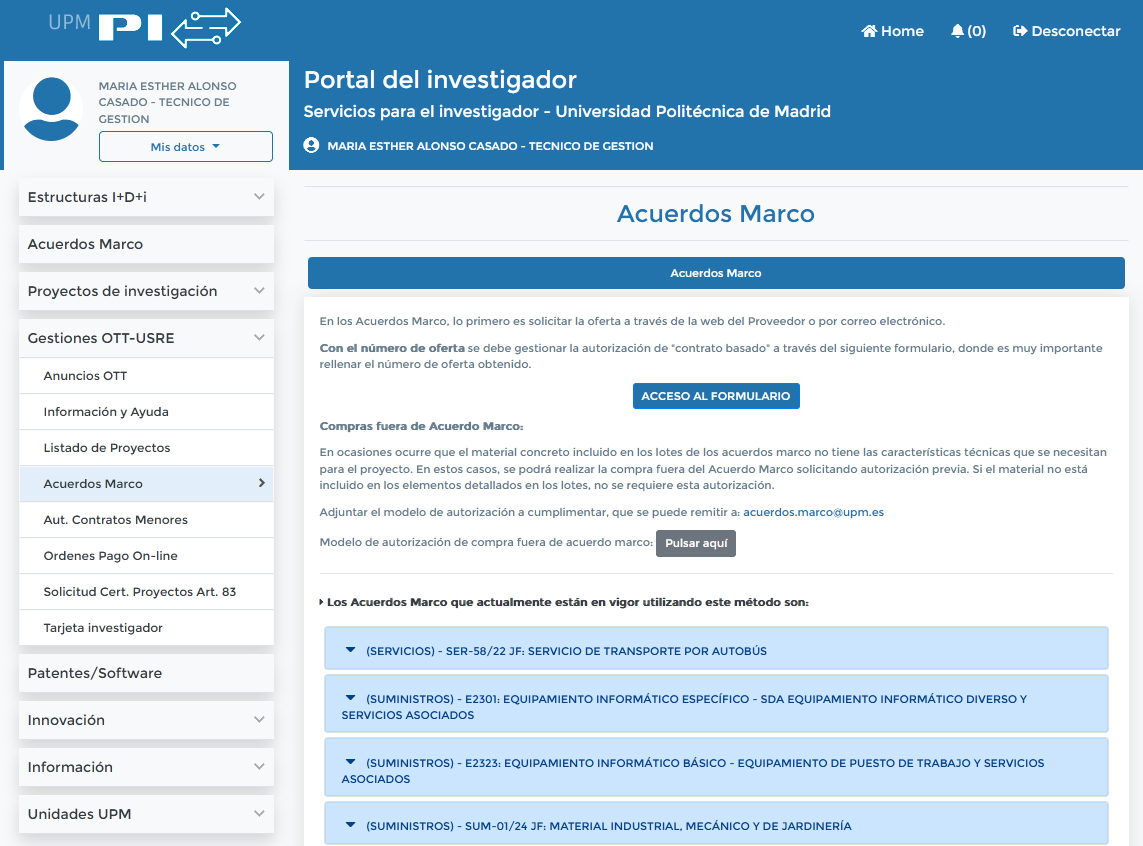 UPM PI
Home
(0)
Desconectar
MARIA ESTHER ALONSO
CASADO - TECNICO DE
GESTION
Mis datos
Portal del investigador
Servicios para el investigador - Universidad Politécnica de Madrid
MARIA ESTHER ALONSO CASADO - TECNICO DE GESTION
Estructuras I+D+i
Acuerdos Marco
Proyectos de investigación
Gestiones OTT-USRE
Anuncios OTT
Información y Ayuda
Listado de Proyectos
Acuerdos Marco
Aut. Contratos Menores
Ordenes Pago On-line
Solicitud Cert. Proyectos Art. 83
Tarjeta investigador
Patentes/Software
Innovación
Información
Unidades UPM
Acuerdos Marco
Acuerdos Marco
En los Acuerdos Marco, lo primero es solicitar la oferta a través de la web del Proveedor o por correo electrónico.
Con el número de oferta se debe gestionar la autorización de "contrato basado" a través del siguiente formulario, donde es muy importante
rellenar el número de oferta obtenido.
ACCESO AL FORMULARIO
Compras fuera de Acuerdo Marco:
En ocasiones ocurre que el material concreto incluido en los lotes de los acuerdos marco no tiene las características técnicas que se necesitan
para el proyecto. En estos casos, se podrá realizar la compra fuera del Acuerdo Marco solicitando autorización previa. Si el material no está
incluido en los elementos detallados en los lotes, no se requiere esta autorización.
Adjuntar el modelo de autorización a cumplimentar, que se puede remitir a: acuerdos.marco@upm.es
Modelo de autorización de compra fuera de acuerdo marco: Pulsar aquí
Los Acuerdos Marco que actualmente están en vigor utilizando este método son:
(SERVICIOS) - SER-58/22 JF: SERVICIO DE TRANSPORTE POR AUTOBÚS
(SUMINISTROS) - E2301: EQUIPAMIENTO INFORMÁTICO ESPECÍFICO - SDA EQUIPAMIENTO INFORMÁTICO DIVERSO Y
SERVICIOS ASOCIADOS
(SUMINISTROS) - E2323: EQUIPAMIENTO INFORMÁTICO BÁSICO - EQUIPAMIENTO DE PUESTO DE TRABAJO Y SERVICIOS
ASOCIADOS
(SUMINISTROS) - SUM-01/24 JF: MATERIAL INDUSTRIAL, MECÁNICO Y DE JARDINERÍA